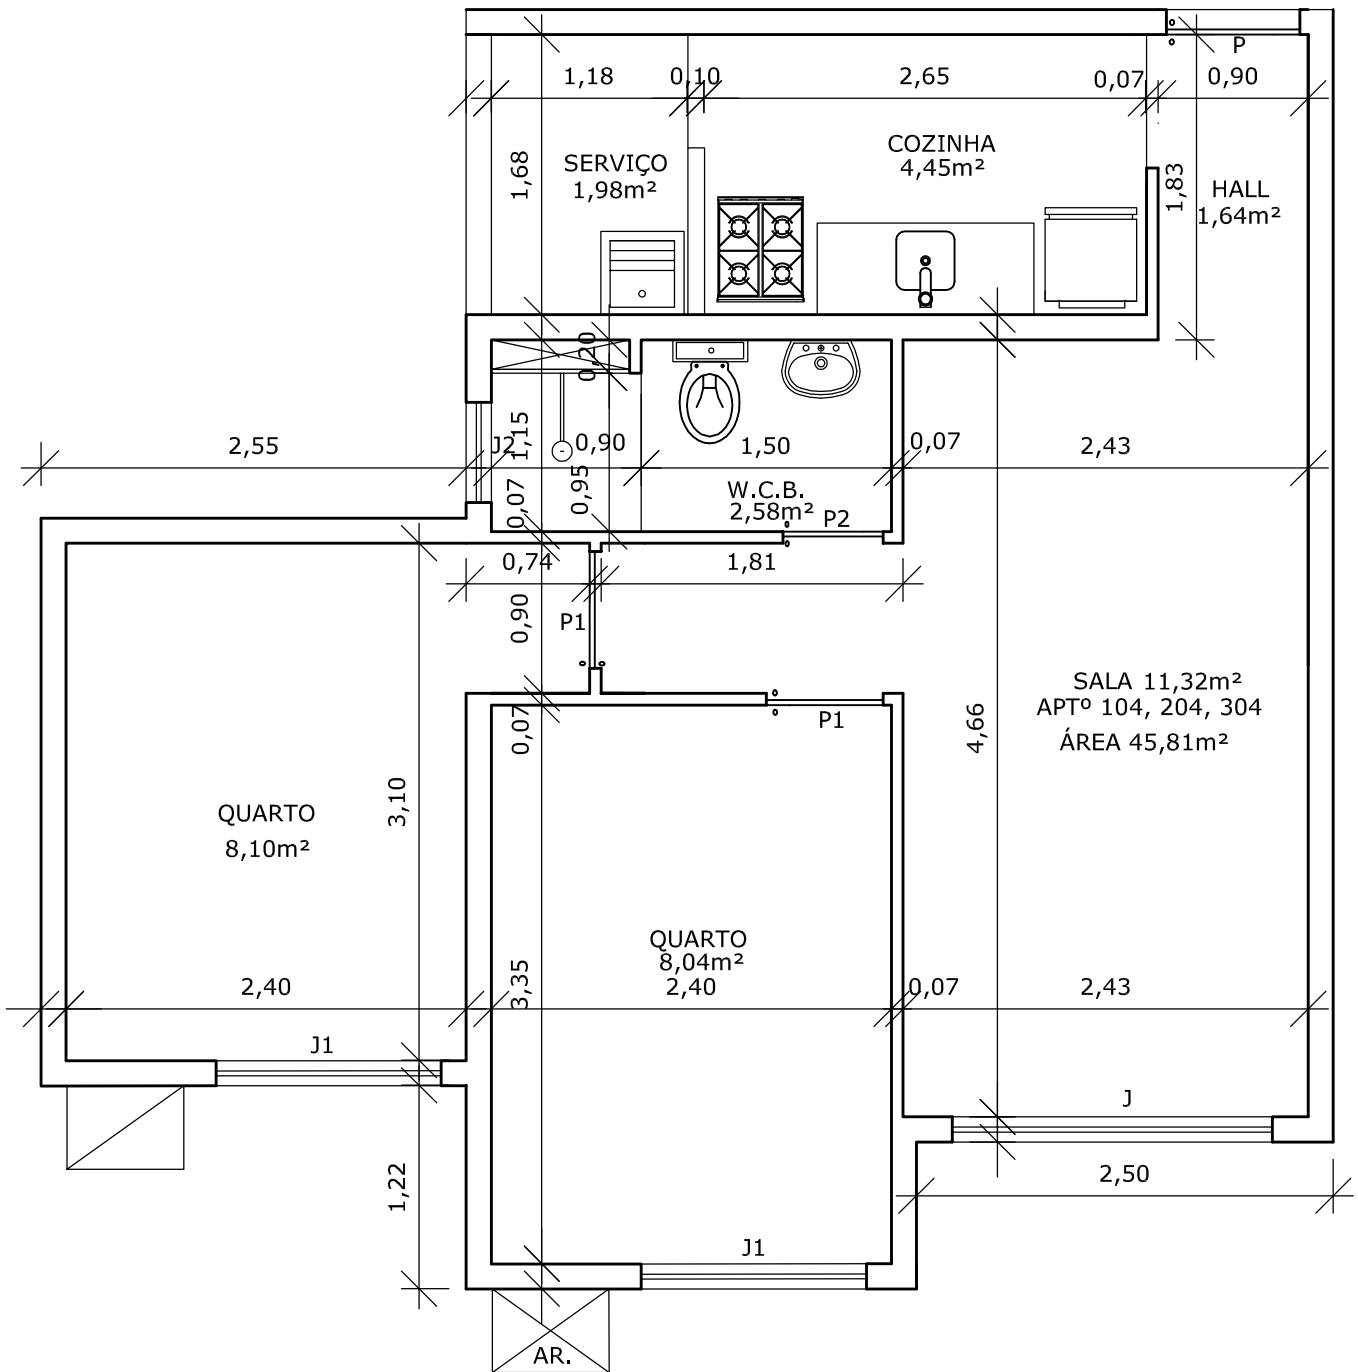 P
1,18
0,10
2,65
0,07
0,90
COZINHA
4,45m²
SERVIÇO
1,98m²
1,68
1,83
HALL
1,64m²
0,20
2,55
J2
1,15
0,90
1,50
0,07
2,43
0,07
0,95
W.C.B.
2,58m²
P2
0,74
1,81
0,90
P1
SALA 11,32m²
APTº 104, 204, 304
ÁREA 45,81m²
4,66
0,07
P1
3,10
QUARTO
8,10m²
QUARTO
8,04m²
3,35
2,40
2,40
0,07
2,43
J1
J
1,22
2,50
J1
AR.